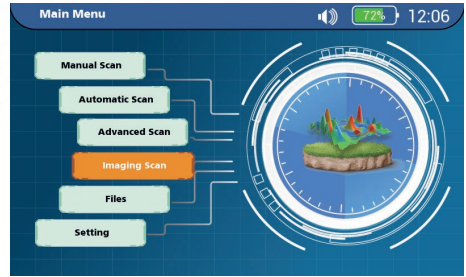 Main Menu
72%
12:06
Manual Scan
Automatic Scan
Advanced Scan
Imaging Scan
Files
Setting